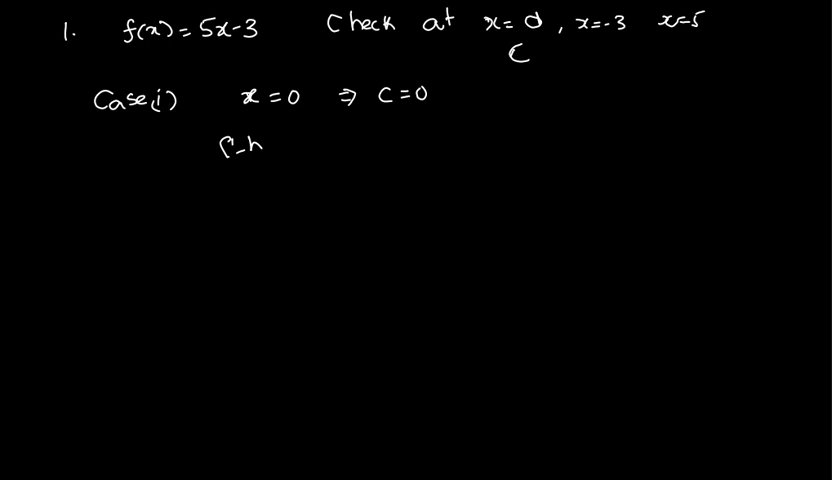 1. f(x) = 5x-3 Check at x=0, x=-3 x=5
C
Case(i) x=0 ⇒ C=0